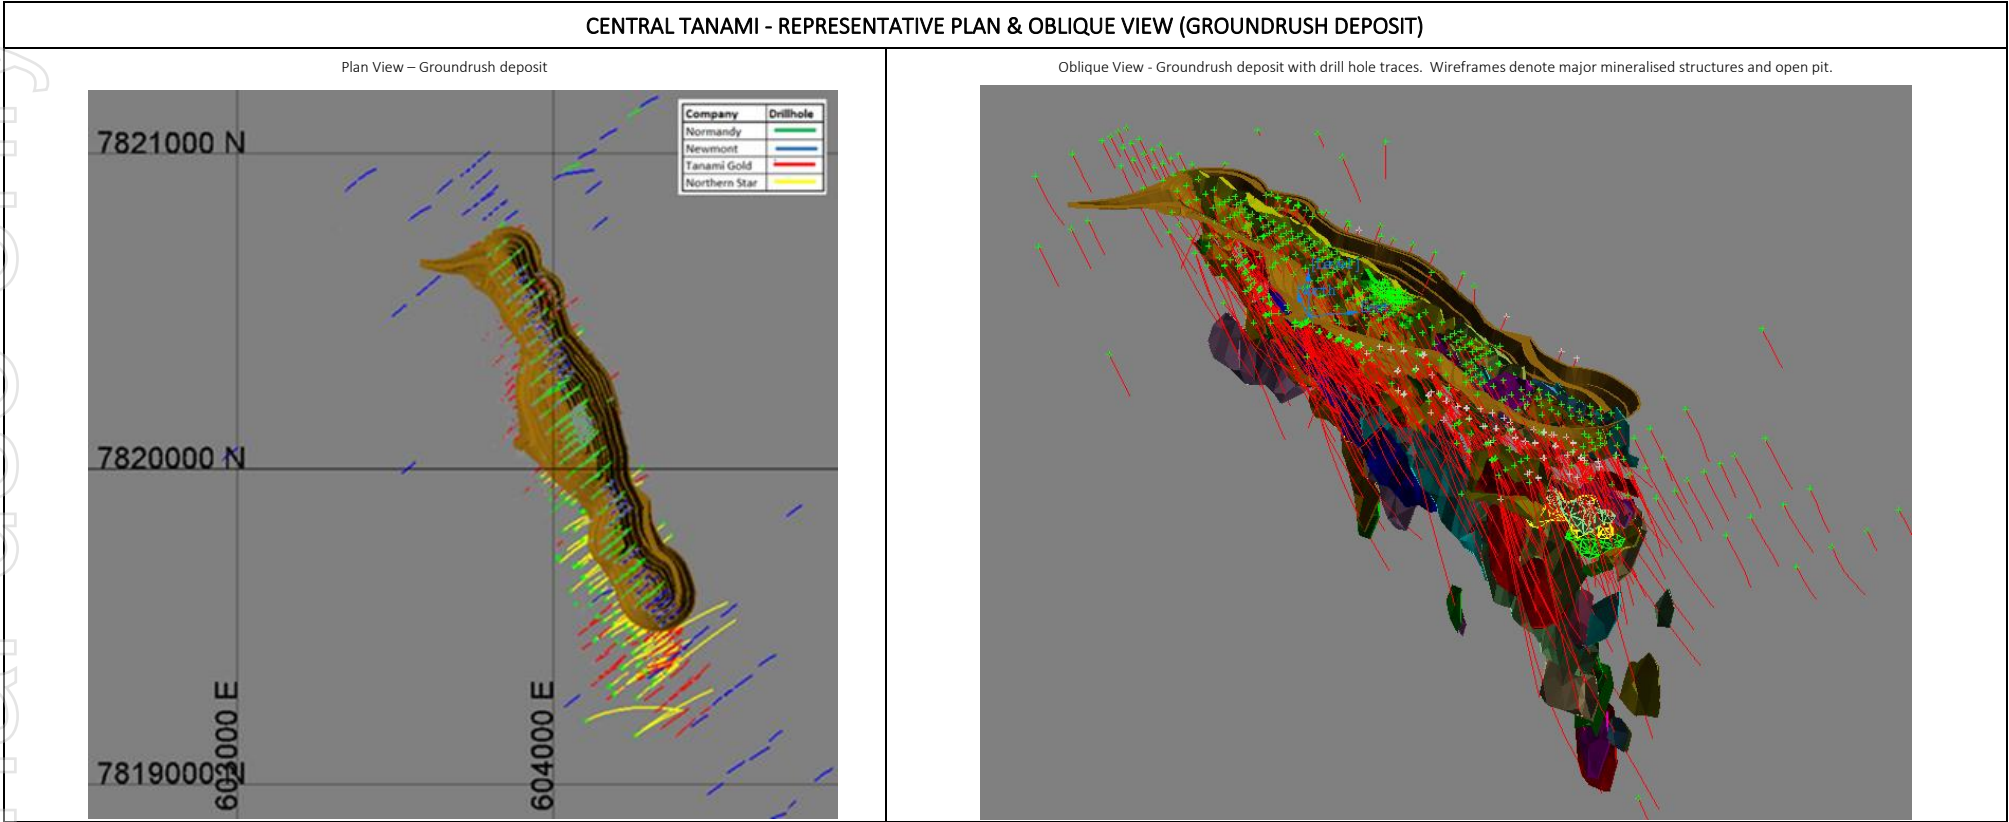 CENTRAL TANAMI - REPRESENTATIVE PLAN & OBLIQUE VIEW (GROUNDRUSH DEPOSIT)
Plan View – Groundrush deposit
7821000 N
Company Drillhole
Normandy
Newmont
Tanami Gold
Northern Star
7820000 N
7819000 N
603000 E
604000 E
Oblique View - Groundrush deposit with drill hole traces. Wireframes denote major mineralised structures and open pit.